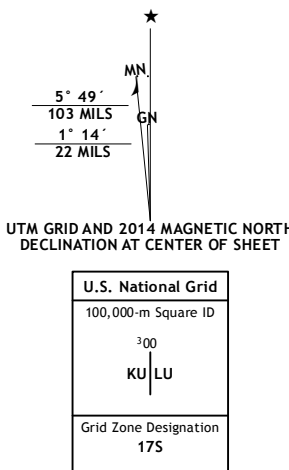 ★
MN
5° 49´
103 MILS
GN
1° 14´
22 MILS
UTM GRID AND 2014 MAGNETIC NORTH
DECLINATION AT CENTER OF SHEET
U.S. National Grid
100,000-m Square ID
³00
KU LU
Grid Zone Designation
17S